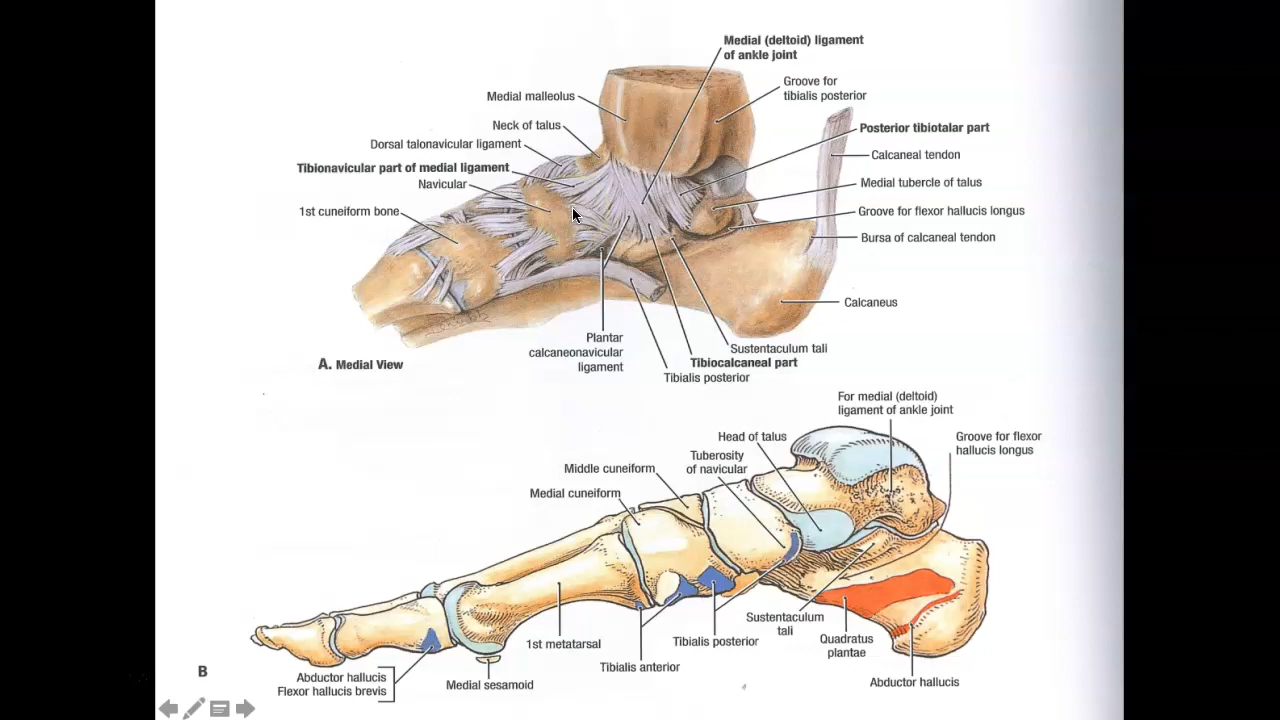 Medial (deltoid) ligament
of ankle joint
Groove for
tibialis posterior
Medial malleolus
Neck of talus
Posterior tibiotalar part
Dorsal talonavicular ligament
Calcaneal tendon
Tibionavicular part of medial ligament
Navicular
Medial tubercle of talus
1st cuneiform bone
Groove for flexor hallucis longus
Bursa of calcaneal tendon
Calcaneus
Plantar
calcaneonavicular
ligament
Sustentaculum tali
Tibiocalcaneal part
Tibialis posterior
A. Medial View
For medial (deltoid)
ligament of ankle joint
Head of talus
Groove for flexor
hallucis longus
Tuberosity
of navicular
Middle cuneiform
Medial cuneiform
Sustentaculum
tali
1st metatarsal
Tibialis posterior
Quadratus
plantae
Tibialis anterior
B
Abductor hallucis
Flexor hallucis brevis
Medial sesamoid
Abductor hallucis